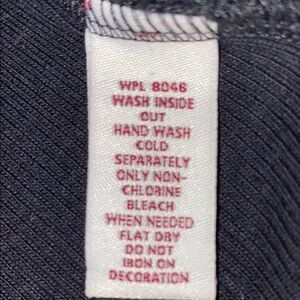 WPL 8046
WASH INSIDE
OUT
HAND WASH
COLD
SEPARATELY
ONLY NON-
CHLORINE
BLEACH
WHEN NEEDED
FLAT DRY
DO NOT
IRON ON
DECORATION